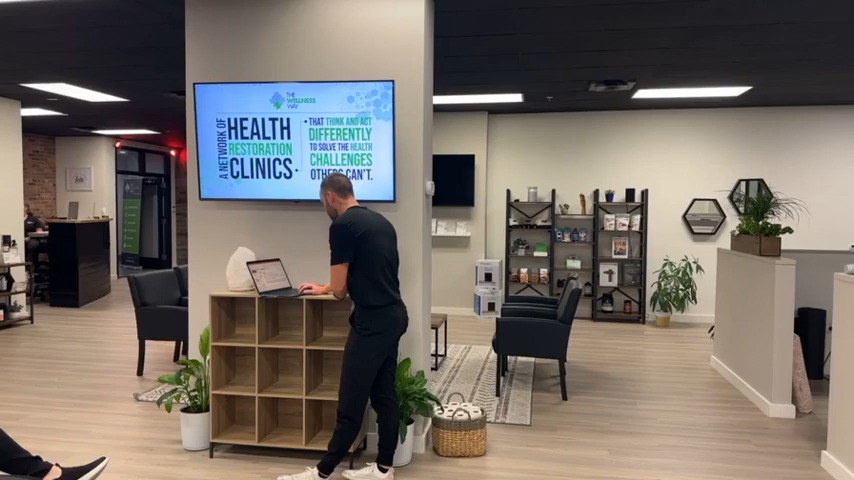 THE
WELLNESS
WAY
A NETWORK OF
HEALTH
RESTORATION
CLINICS
THAT THINK AND ACT
DIFFERENTLY
TO SOLVE THE HEALTH
CHALLENGES
OTHERS CAN'T.